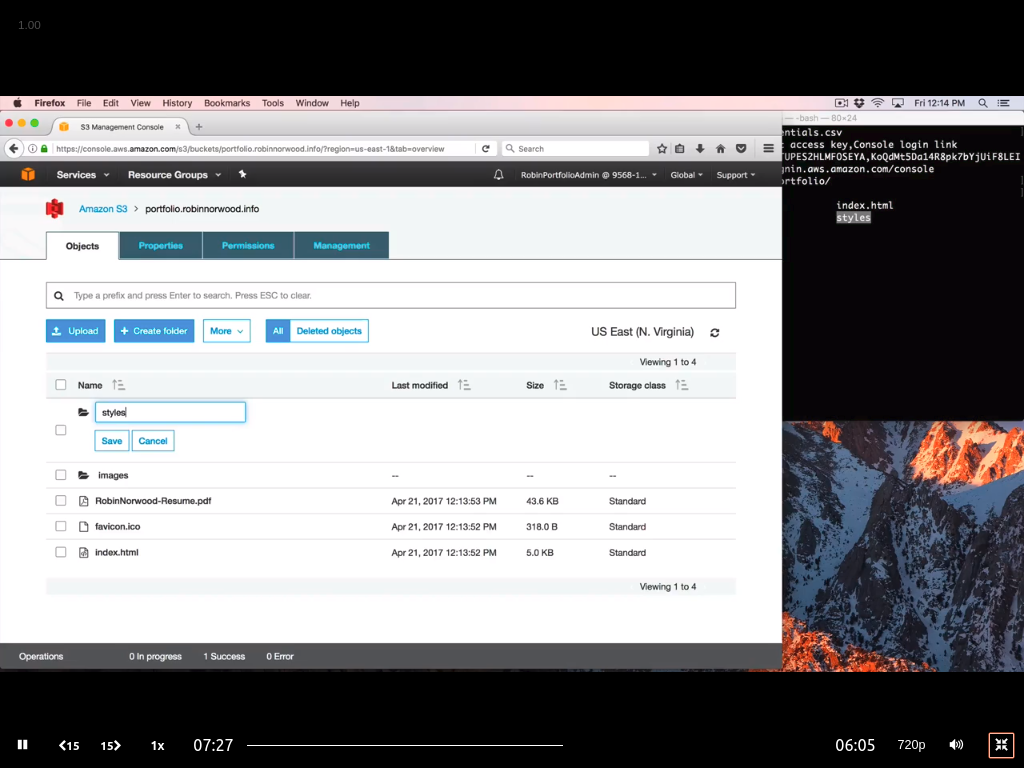 1.00
Firefox File Edit View History Bookmarks Tools Window Help Fri 12:14 PM
S3 Management Console × +
— -bash — 80×24
https://console.aws.amazon.com/s3/buckets/portfolio.robinnorwood.info/?region=us-east-1&tab=overview Search
entials.csv
access key,Console login link
UPES2HLMFOSEYA,KoQdMt5Da14R8pk7bYjUiF8LEI
nin.aws.amazon.com/console
ortfolio/
index.html
styles
Services Resource Groups RobinPortfolioAdmin @ 9568-1... Global Support
Amazon S3 > portfolio.robinnorwood.info
Objects Properties Permissions Management
Type a prefix and press Enter to search. Press ESC to clear.
Upload + Create folder More All Deleted objects US East (N. Virginia)
Viewing 1 to 4
Name Last modified Size Storage class
styles
Save Cancel
images -- -- --
RobinNorwood-Resume.pdf Apr 21, 2017 12:13:53 PM 43.6 KB Standard
favicon.ico Apr 21, 2017 12:13:52 PM 318.0 B Standard
index.html Apr 21, 2017 12:13:52 PM 5.0 KB Standard
Viewing 1 to 4
Operations 0 In progress 1 Success 0 Error
15 15 1x 07:27 06:05 720p